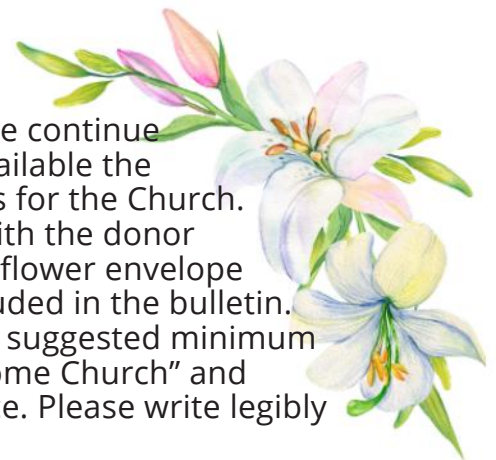 e continue
ailable the
s for the Church.
ith the donor
flower envelope
uded in the bulletin.
suggested minimum
ome Church” and
e. Please write legibly